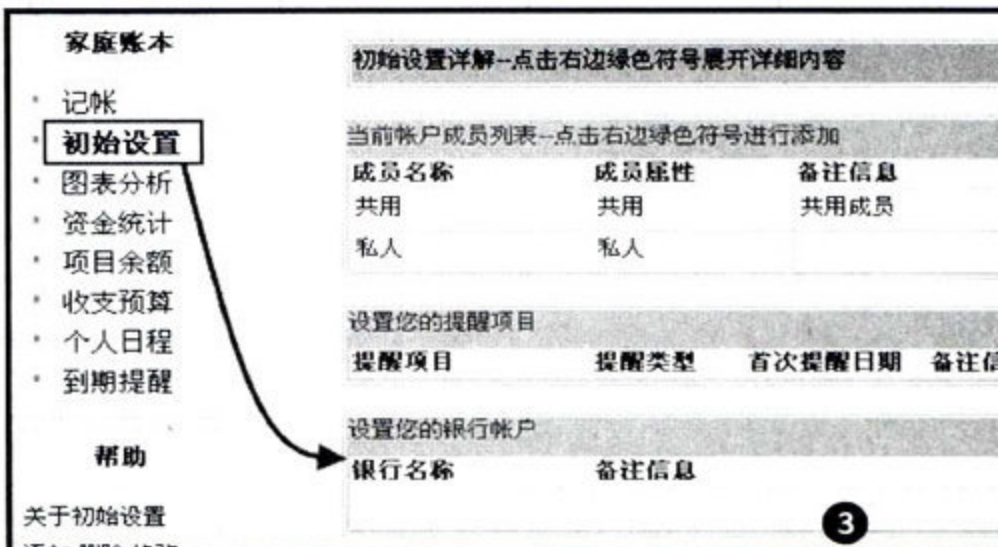 家庭账本
· 记帐
· 初始设置
· 图表分析
· 资金统计
· 项目余额
· 收支预算
· 个人日程
· 到期提醒
帮助
关于初始设置
初始设置详解--点击右边绿色符号展开详细内容
当前帐户成员列表--点击右边绿色符号进行添加
成员名称 成员属性 备注信息
共用 共用 共用成员
私人 私人
设置您的提醒项目
提醒项目 提醒类型 首次提醒日期 备注信
设置您的银行帐户
银行名称 备注信息
3